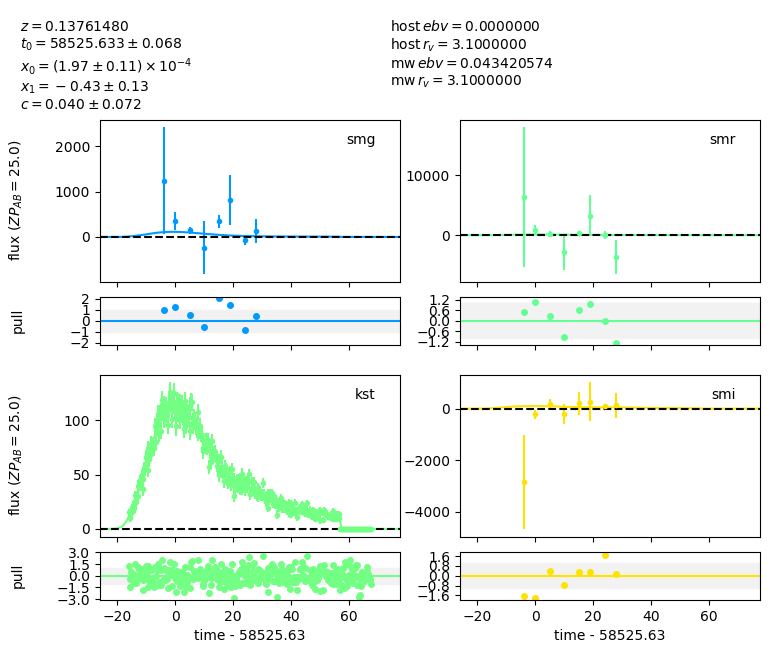 z = 0.13761480
t₀ = 58525.633 ± 0.068
x₀ = (1.97 ± 0.11) × 10⁻⁴
x₁ = −0.43 ± 0.13
c = 0.040 ± 0.072
host ebv = 0.0000000
host r_v = 3.1000000
mw ebv = 0.043420574
mw r_v = 3.1000000
smg
flux (ZP_AB = 25.0)
2000
1000
0
smr
10000
0
pull
2
1
0
−1
−2
1.2
0.6
0.0
−0.6
−1.2
kst
flux (ZP_AB = 25.0)
100
50
0
smi
0
−2000
−4000
pull
3.0
1.5
0.0
−1.5
−3.0
1.6
0.8
0.0
−0.8
−1.6
−20 0 20 40 60
−20 0 20 40 60
time - 58525.63
time - 58525.63